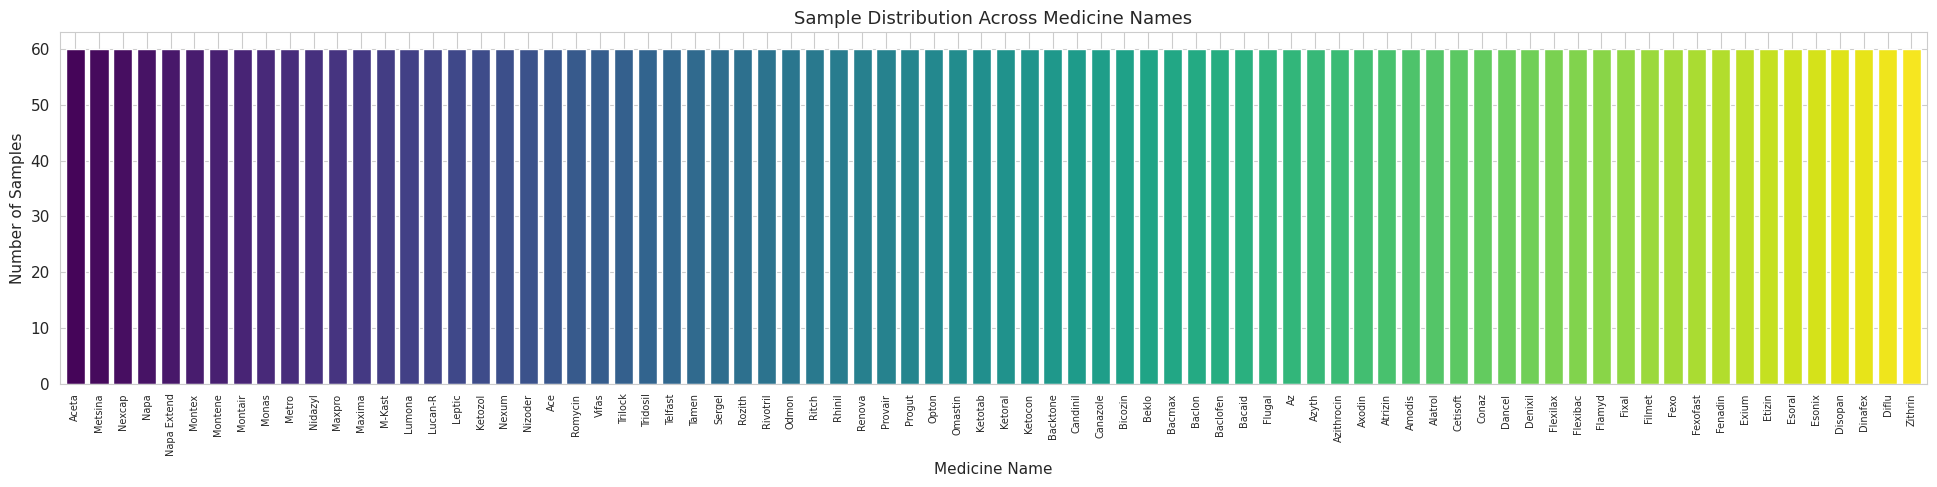 Sample Distribution Across Medicine Names
Number of Samples
60
50
40
30
20
10
0
Aceta
Metsina
Nexcap
Napa
Napa Extend
Montex
Montene
Montair
Monas
Metro
Nidazyl
Maxpro
Maxima
M-Kast
Lumona
Lucan-R
Leptic
Ketozol
Nexum
Nizoder
Ace
Romycin
Vifas
Trilock
Tridosil
Telfast
Tamen
Sergel
Rozith
Rivotril
Odmon
Ritch
Rhinil
Renova
Provair
Progut
Opton
Omastin
Ketotab
Ketoral
Ketocon
Backtone
Candinil
Canazole
Bicozin
Beklo
Bacmax
Baclon
Baclofen
Bacaid
Flugal
Az
Azyth
Azithrocin
Axodin
Atrizin
Amodis
Alatrol
Cetisoft
Conaz
Dancel
Denixil
Flexilax
Flexibac
Flamyd
Fixal
Filmet
Fexo
Fexofast
Fenadin
Exium
Etizin
Esoral
Esonix
Disopan
Dinafex
Diflu
Zithrin
Medicine Name